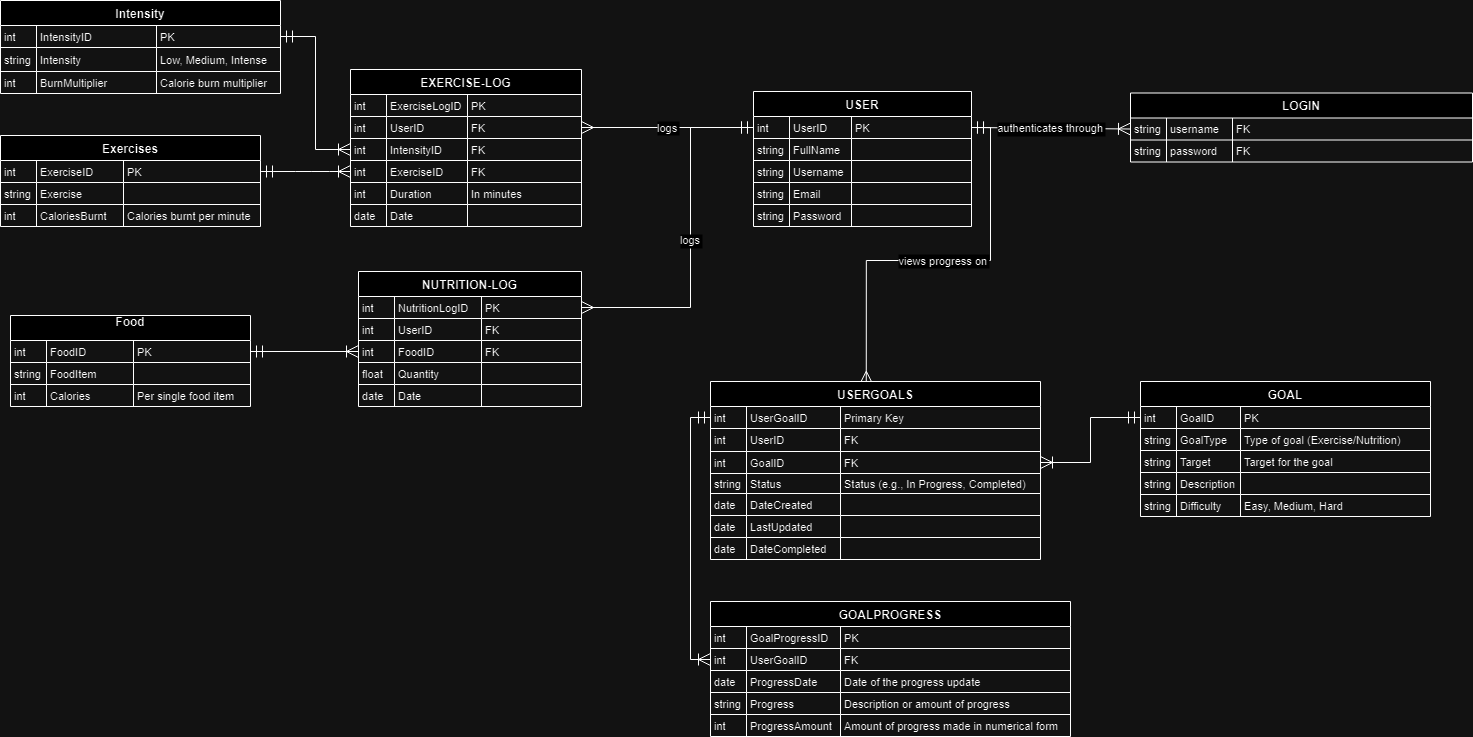 Intensity
int IntensityID PK
string Intensity Low, Medium, Intense
int BurnMultiplier Calorie burn multiplier
Exercises
int ExerciseID PK
string Exercise
int CaloriesBurnt Calories burnt per minute
EXERCISE-LOG
int ExerciseLogID PK
int UserID FK
int IntensityID FK
int ExerciseID FK
int Duration In minutes
date Date
logs
logs
USER
int UserID PK
string FullName
string Username
string Email
string Password
authenticates through
LOGIN
string username FK
string password FK
views progress on
NUTRITION-LOG
int NutritionLogID PK
int UserID FK
int FoodID FK
float Quantity
date Date
Food
int FoodID PK
string FoodItem
int Calories Per single food item
USERGOALS
int UserGoalID Primary Key
int UserID FK
int GoalID FK
string Status Status (e.g., In Progress, Completed)
date DateCreated
date LastUpdated
date DateCompleted
GOAL
int GoalID PK
string GoalType Type of goal (Exercise/Nutrition)
string Target Target for the goal
string Description
string Difficulty Easy, Medium, Hard
GOALPROGRESS
int GoalProgressID PK
int UserGoalID FK
date ProgressDate Date of the progress update
string Progress Description or amount of progress
int ProgressAmount Amount of progress made in numerical form